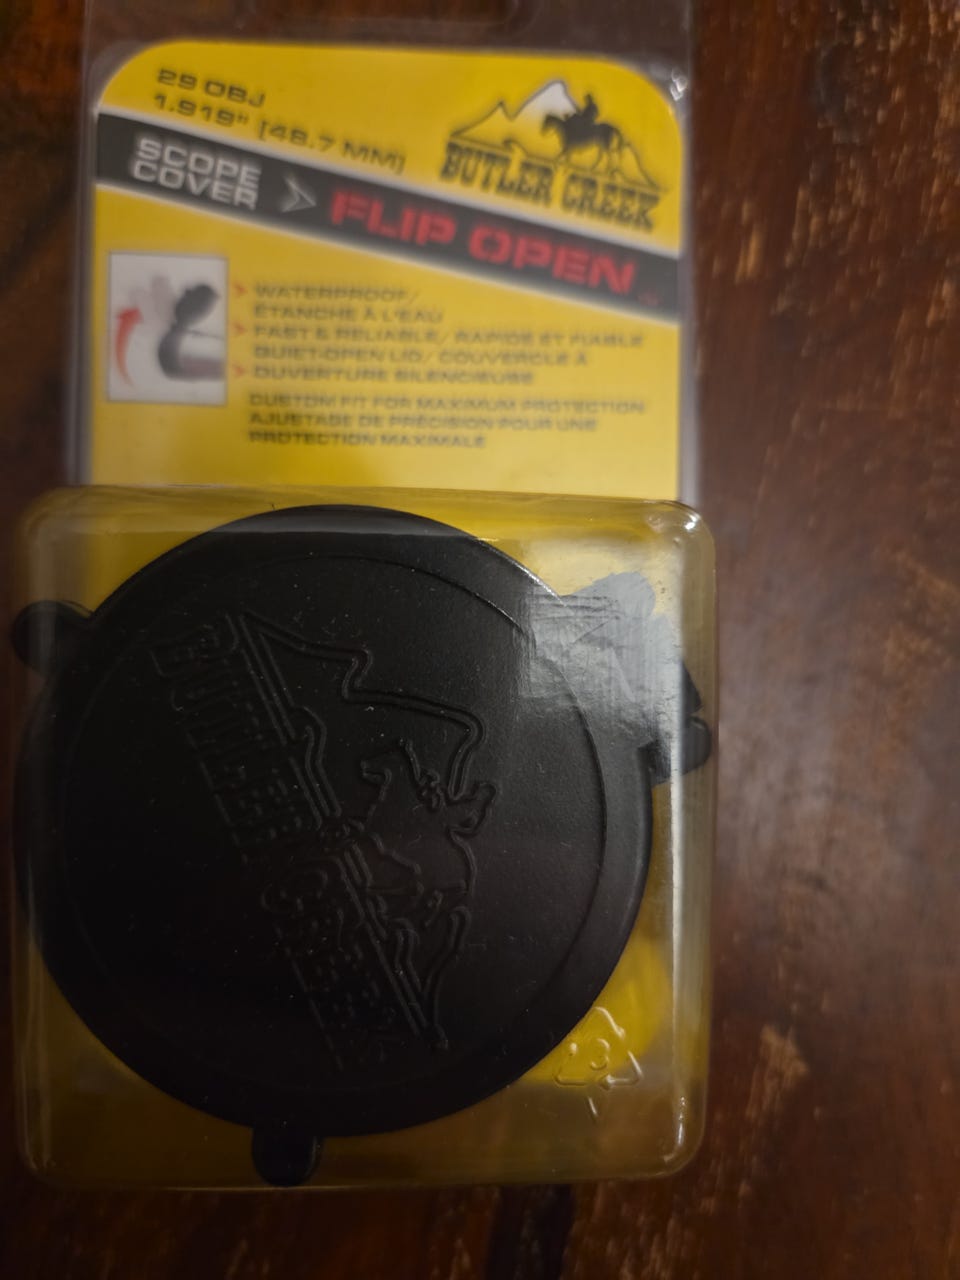 29 OBJ
1.919" [48.7 MM]
BUTLER CREEK
SCOPE
COVER
FLIP OPEN
WATERPROOF/
ÉTANCHE À L'EAU
FAST & RELIABLE/ RAPIDE ET FIABLE
QUIET-OPEN LID/ COUVERCLE À
OUVERTURE SILENCIEUSE
CUSTOM FIT FOR MAXIMUM PROTECTION
AJUSTAGE DE PRÉCISION POUR UNE
PROTECTION MAXIMALE
BUTLER CREEK
3